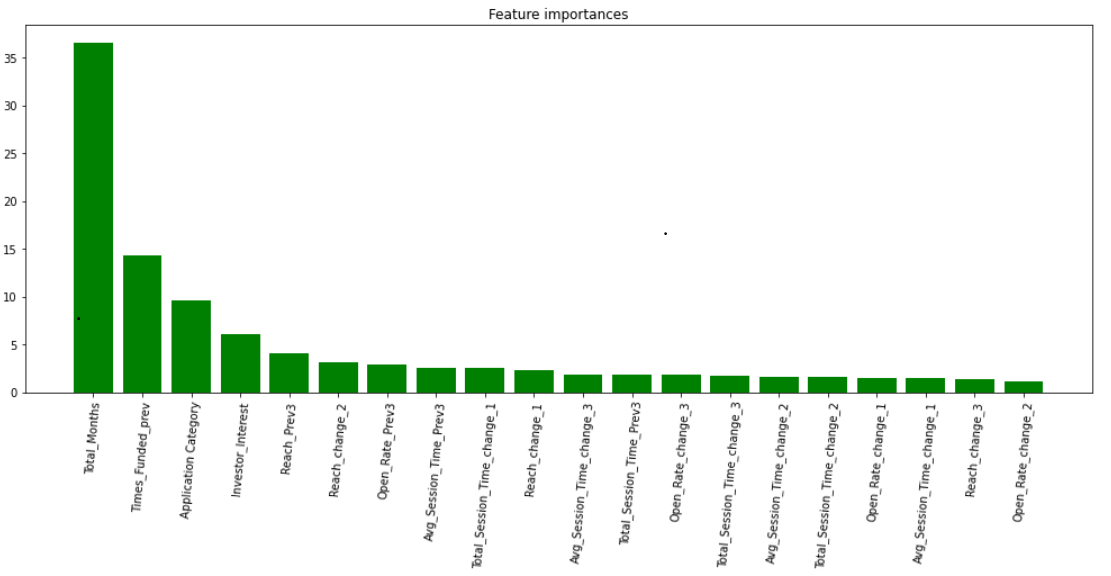 Feature importances
35
30
25
20
15
10
5
0
Total_Months
Times_Funded_prev
Application Category
Investor_Interest
Reach_Prev3
Reach_change_2
Open_Rate_Prev3
Avg_Session_Time_Prev3
Total_Session_Time_change_1
Reach_change_1
Avg_Session_Time_change_3
Total_Session_Time_Prev3
Open_Rate_change_3
Total_Session_Time_change_3
Avg_Session_Time_change_2
Total_Session_Time_change_2
Open_Rate_change_1
Avg_Session_Time_change_1
Reach_change_3
Open_Rate_change_2